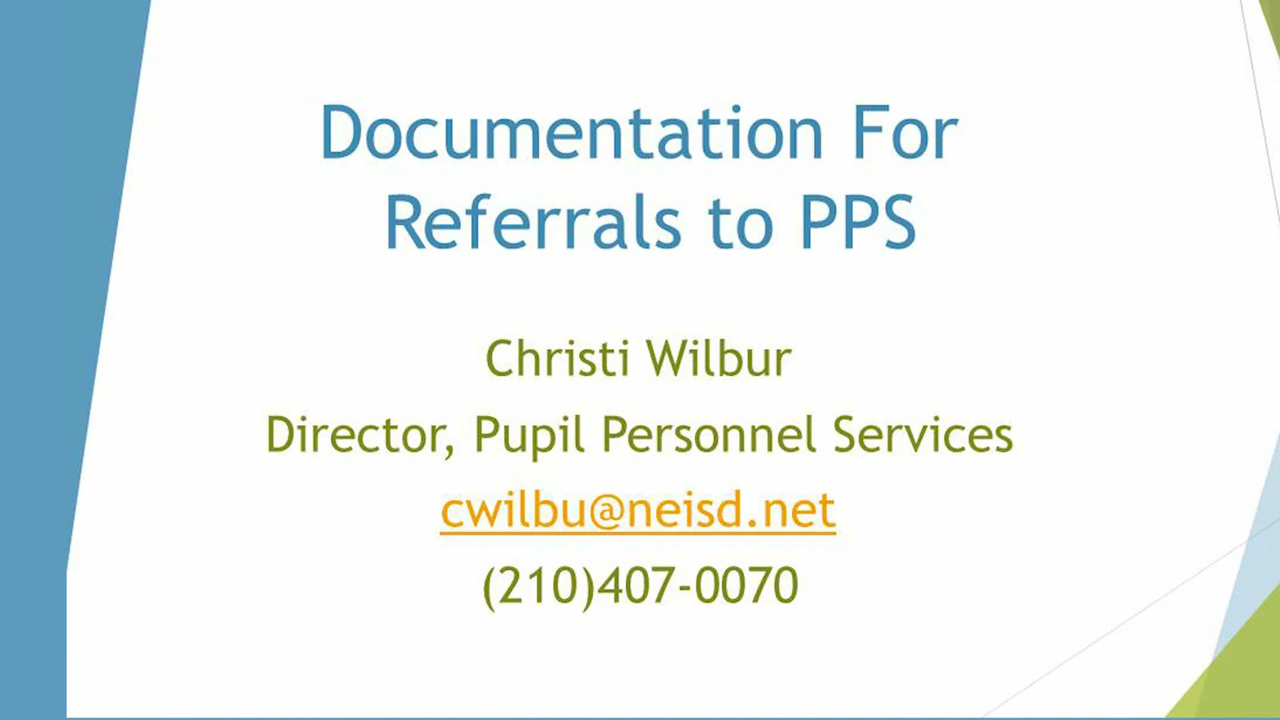 Documentation For
Referrals to PPS
Christi Wilbur
Director, Pupil Personnel Services
cwilbu@neisd.net
(210)407-0070